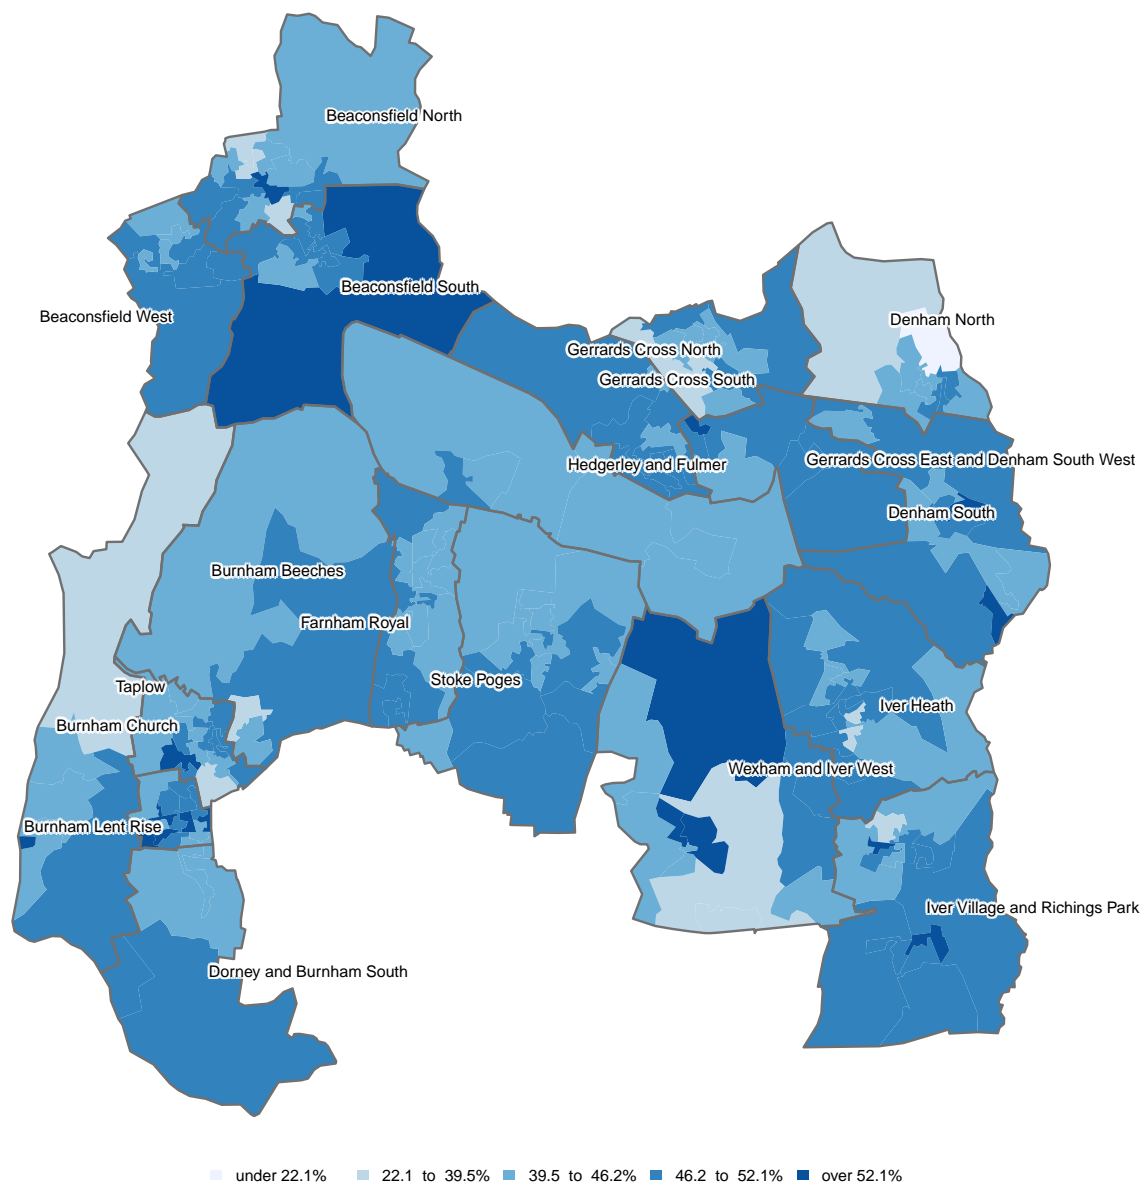 Beaconsfield North
Beaconsfield South
Beaconsfield West
Denham North
Gerrards Cross North
Gerrards Cross South
Hedgerley and Fulmer
Gerrards Cross East and Denham South West
Denham South
Burnham Beeches
Farnham Royal
Stoke Poges
Taplow
Iver Heath
Burnham Church
Wexham and Iver West
Burnham Lent Rise
Iver Village and Richings Park
Dorney and Burnham South
under 22.1% 22.1 to 39.5% 39.5 to 46.2% 46.2 to 52.1% over 52.1%